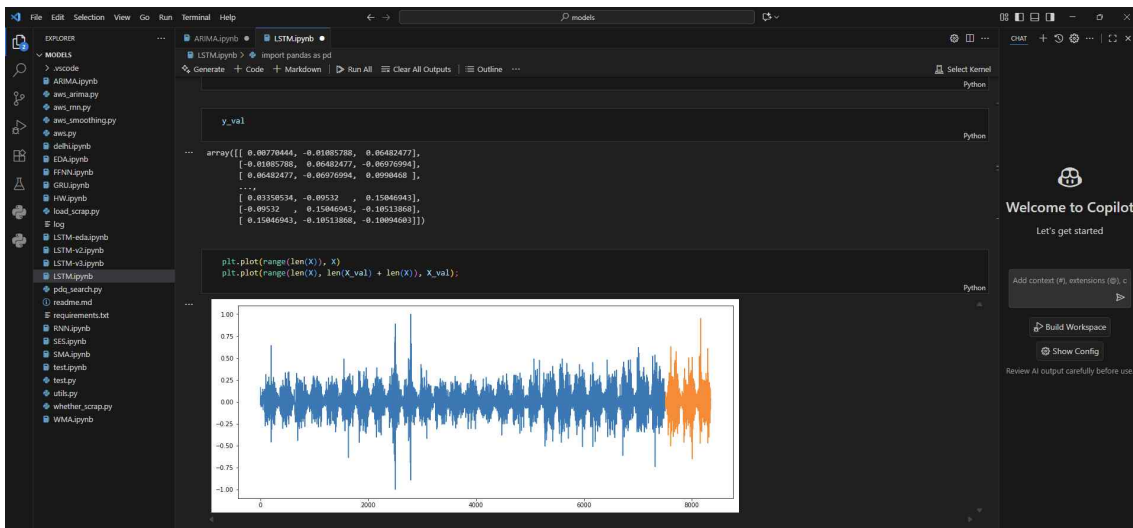 File Edit Selection View Go Run Terminal Help
models
EXPLORER
ARIMA.ipynb
LSTM.ipynb
CHAT
MODELS
LSTM.ipynb > import pandas as pd
.vscode
Generate + Code + Markdown Run All Clear All Outputs Outline ...
Select Kernel
ARIMA.ipynb
aws_arima.py
aws_rnn.py
aws_smoothing.py
aws.py
delhi.ipynb
EDA.ipynb
FFNN.ipynb
GRU.ipynb
HW.ipynb
load_scrap.py
log
LSTM-eda.ipynb
LSTM-v2.ipynb
LSTM-v3.ipynb
LSTM.ipynb
pdq_search.py
readme.md
requirements.txt
RNN.ipynb
SES.ipynb
SMA.ipynb
test.ipynb
test.py
utils.py
whether_scrap.py
WMA.ipynb
Python
y_val
Python
array([[ 0.00770444, -0.01085788, 0.06482477],
[-0.01085788, 0.06482477, -0.06976994],
[ 0.06482477, -0.06976994, 0.0990468 ],
...,
[ 0.03350534, -0.09532 , 0.15046943],
[-0.09532 , 0.15046943, -0.10513868],
[ 0.15046943, -0.10513868, -0.10094603]])
plt.plot(range(len(X)), X)
plt.plot(range(len(X), len(X_val) + len(X)), X_val);
Python
1.00
0.75
0.50
0.25
0.00
−0.25
−0.50
−0.75
−1.00
0 2000 4000 6000 8000
Welcome to Copilot
Let's get started
Add context (#), extensions (@), c
Build Workspace
Show Config
Review AI output carefully before use.